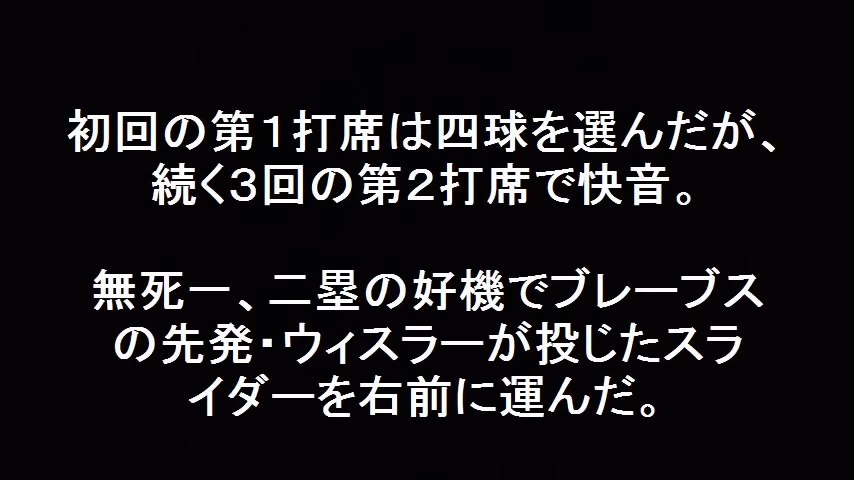 初回の第１打席は四球を選んだが、
続く３回の第２打席で快音。
無死一、二塁の好機でブレーブス
の先発・ウィスラーが投じたスラ
イダーを右前に運んだ。